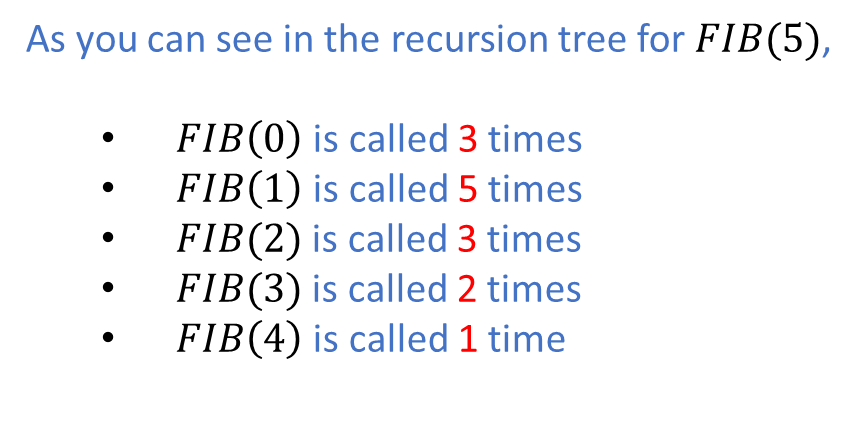 As you can see in the recursion tree for FIB(5),
• FIB(0) is called 3 times
• FIB(1) is called 5 times
• FIB(2) is called 3 times
• FIB(3) is called 2 times
• FIB(4) is called 1 time